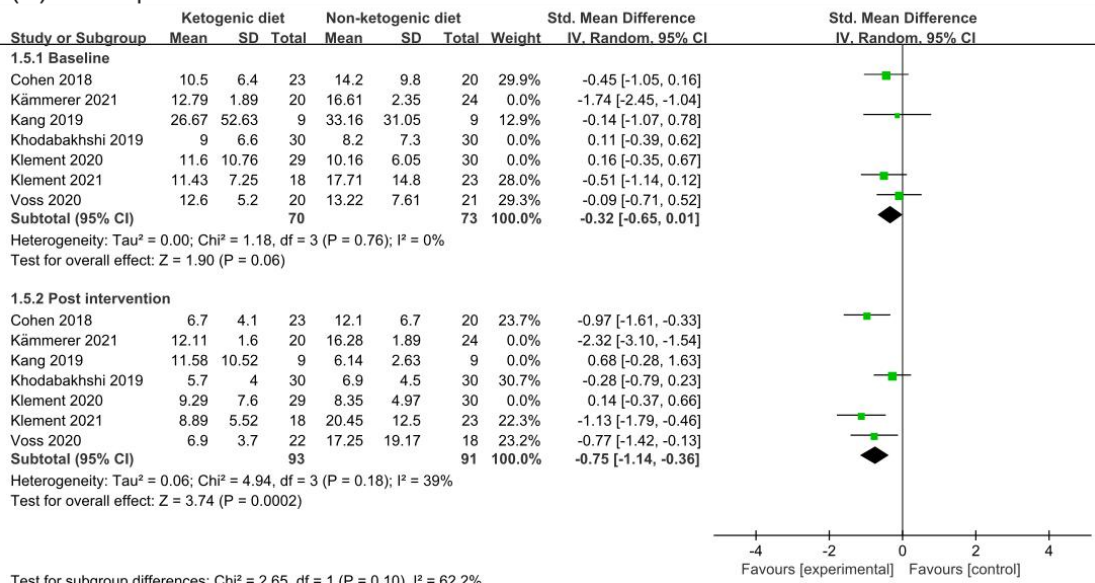 Ketogenic diet Non-ketogenic diet Std. Mean Difference Std. Mean Difference
Study or Subgroup Mean SD Total Mean SD Total Weight IV, Random, 95% CI IV, Random, 95% CI
1.5.1 Baseline
Cohen 2018 10.5 6.4 23 14.2 9.8 20 29.9% -0.45 [-1.05, 0.16]
Kämmerer 2021 12.79 1.89 20 16.61 2.35 24 0.0% -1.74 [-2.45, -1.04]
Kang 2019 26.67 52.63 9 33.16 31.05 9 12.9% -0.14 [-1.07, 0.78]
Khodabakhshi 2019 9 6.6 30 8.2 7.3 30 0.0% 0.11 [-0.39, 0.62]
Klement 2020 11.6 10.76 29 10.16 6.05 30 0.0% 0.16 [-0.35, 0.67]
Klement 2021 11.43 7.25 18 17.71 14.8 23 28.0% -0.51 [-1.14, 0.12]
Voss 2020 12.6 5.2 20 13.22 7.61 21 29.3% -0.09 [-0.71, 0.52]
Subtotal (95% CI) 70 73 100.0% -0.32 [-0.65, 0.01]
Heterogeneity: Tau² = 0.00; Chi² = 1.18, df = 3 (P = 0.76); I² = 0%
Test for overall effect: Z = 1.90 (P = 0.06)
1.5.2 Post intervention
Cohen 2018 6.7 4.1 23 12.1 6.7 20 23.7% -0.97 [-1.61, -0.33]
Kämmerer 2021 12.11 1.6 20 16.28 1.89 24 0.0% -2.32 [-3.10, -1.54]
Kang 2019 11.58 10.52 9 6.14 2.63 9 0.0% 0.68 [-0.28, 1.63]
Khodabakhshi 2019 5.7 4 30 6.9 4.5 30 30.7% -0.28 [-0.79, 0.23]
Klement 2020 9.29 7.6 29 8.35 4.97 30 0.0% 0.14 [-0.37, 0.66]
Klement 2021 8.89 5.52 18 20.45 12.5 23 22.3% -1.13 [-1.79, -0.46]
Voss 2020 6.9 3.7 22 17.25 19.17 18 23.2% -0.77 [-1.42, -0.13]
Subtotal (95% CI) 93 91 100.0% -0.75 [-1.14, -0.36]
Heterogeneity: Tau² = 0.06; Chi² = 4.94, df = 3 (P = 0.18); I² = 39%
Test for overall effect: Z = 3.74 (P = 0.0002)
-4 -2 0 2 4
Favours [experimental] Favours [control]
Test for subgroup differences: Chi² = 2.65, df = 1 (P = 0.10), I² = 62.2%